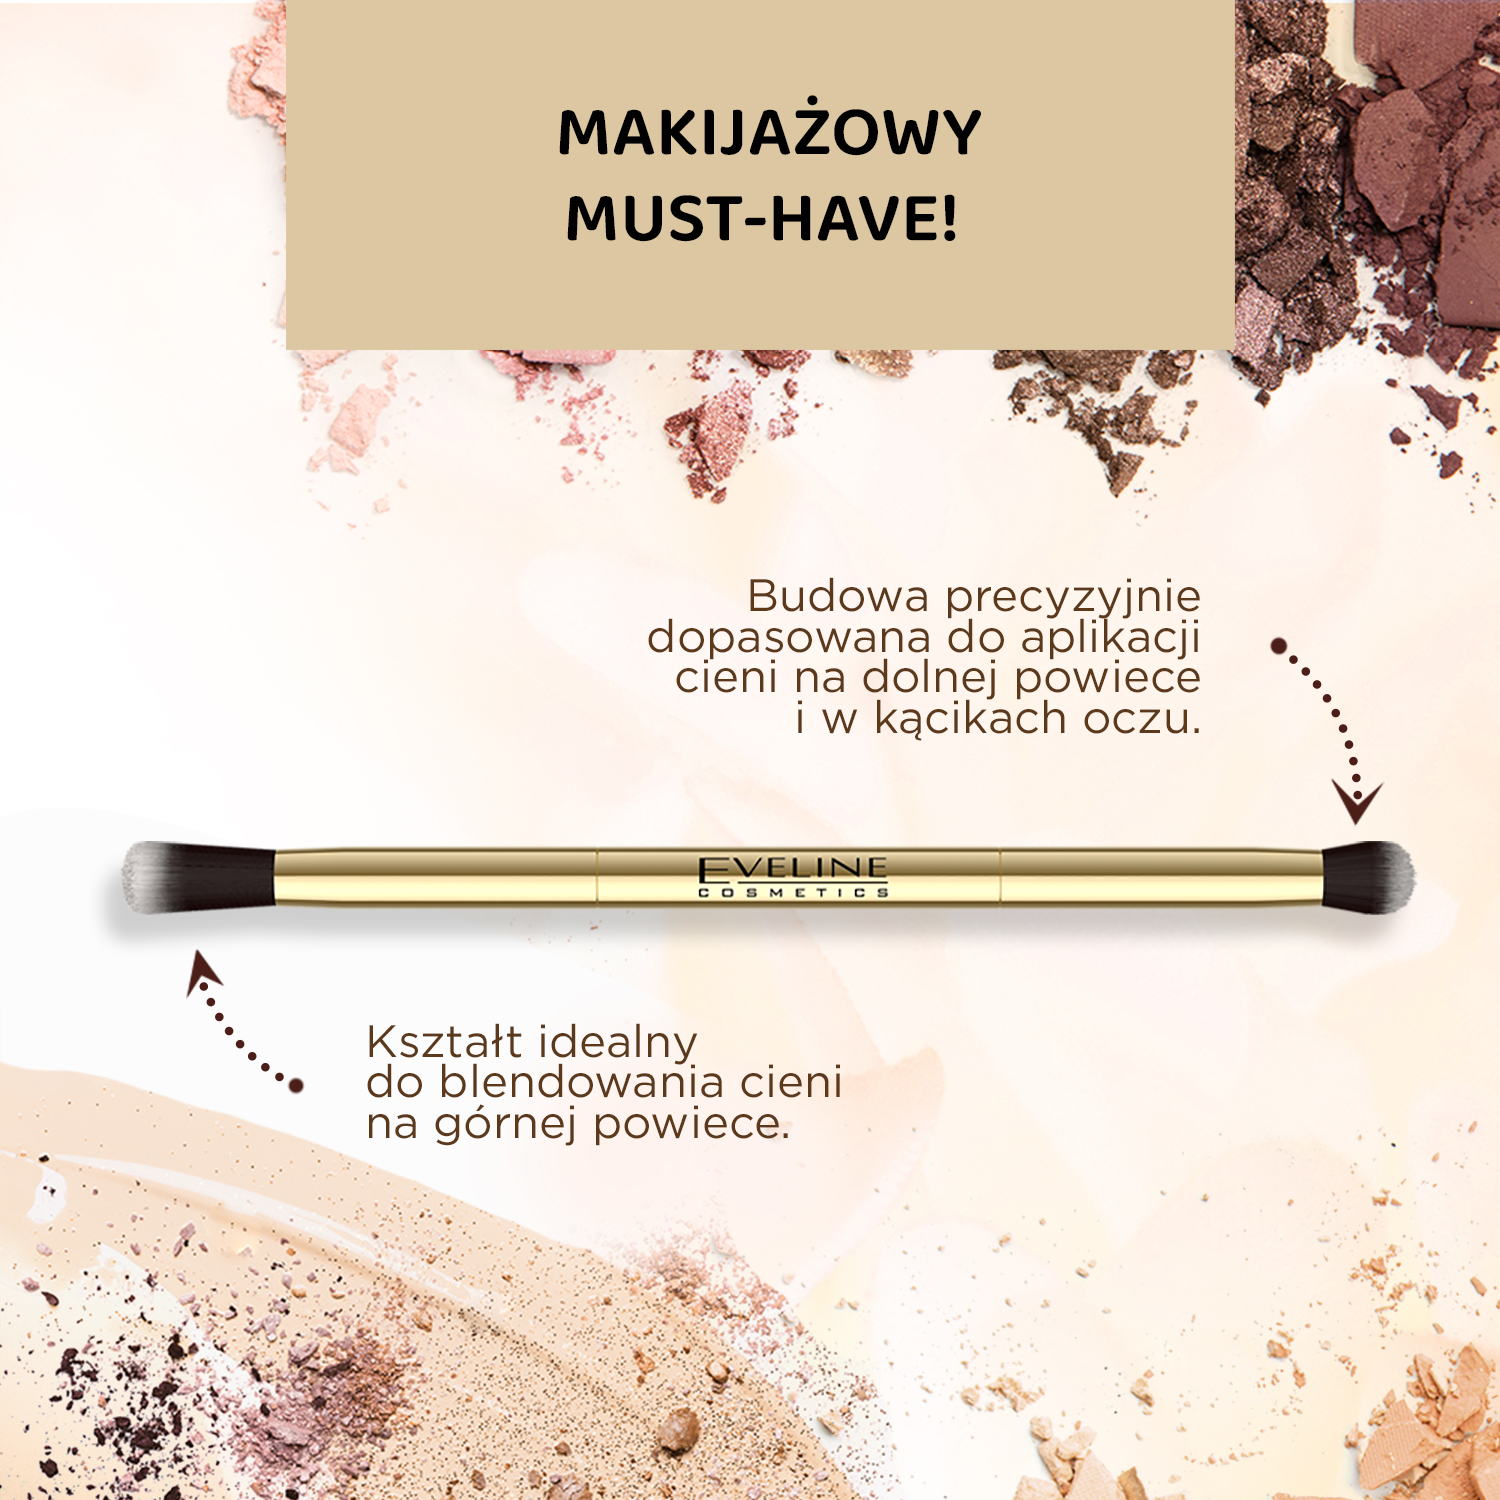 MAKIJAŻOWY
MUST-HAVE!
Budowa precyzyjnie
dopasowana do aplikacji
cieni na dolnej powiece
i w kącikach oczu.
EVELINE
COSMETICS
Kształt idealny
do blendowania cieni
na górnej powiece.